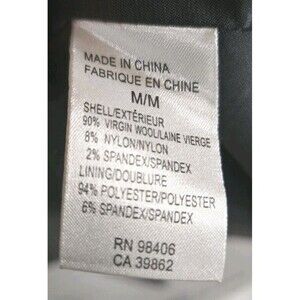 MADE IN CHINA
FABRIQUE EN CHINE
M/M
SHELL/EXTÉRIEUR
90% VIRGIN WOOL/LAINE VIERGE
8% NYLON/NYLON
2% SPANDEX/SPANDEX
LINING/DOUBLURE
94% POLYESTER/POLYESTER
6% SPANDEX/SPANDEX
RN 98406
CA 39862